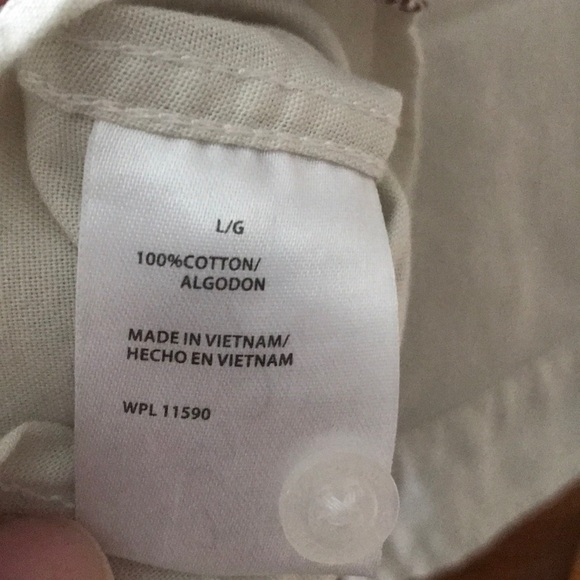 L/G
100%COTTON/
ALGODON
MADE IN VIETNAM/
HECHO EN VIETNAM
WPL 11590